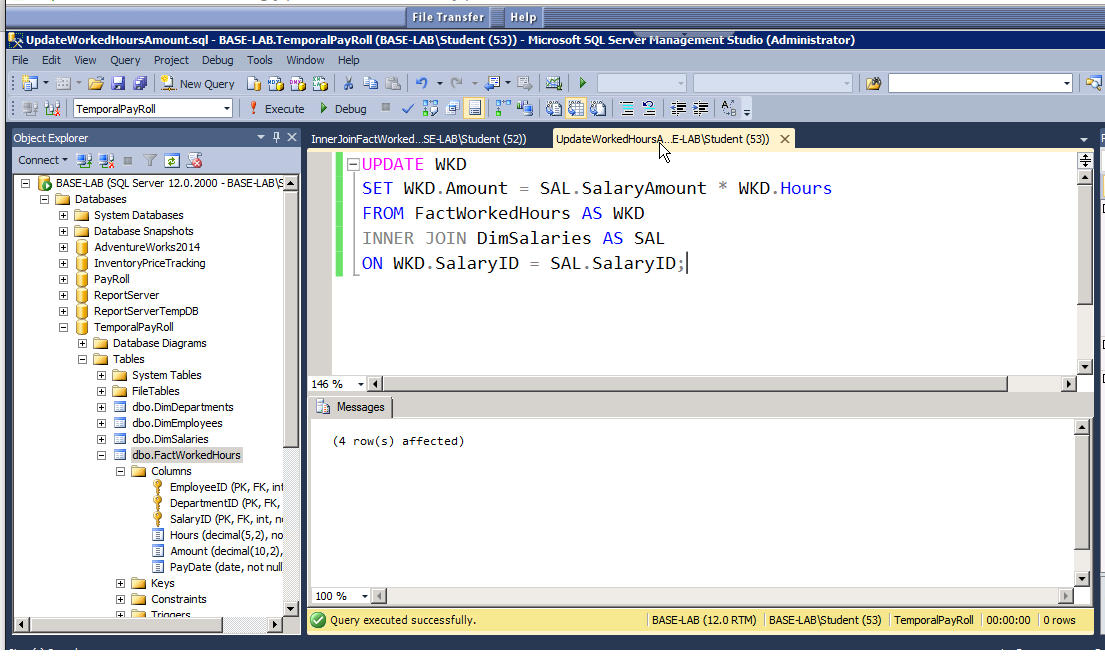 File Transfer Help
UpdateWorkedHoursAmount.sql - BASE-LAB.TemporalPayRoll (BASE-LAB\Student (53)) - Microsoft SQL Server Management Studio (Administrator)
File Edit View Query Project Debug Tools Window Help
New Query
TemporalPayRoll Execute Debug
Object Explorer
Connect
BASE-LAB (SQL Server 12.0.2000 - BASE-LAB\S
Databases
System Databases
Database Snapshots
AdventureWorks2014
InventoryPriceTracking
PayRoll
ReportServer
ReportServerTempDB
TemporalPayRoll
Database Diagrams
Tables
System Tables
FileTables
dbo.DimDepartments
dbo.DimEmployees
dbo.DimSalaries
dbo.FactWorkedHours
Columns
EmployeeID (PK, FK, int
DepartmentID (PK, FK,
SalaryID (PK, FK, int, n
Hours (decimal(5,2), no
Amount (decimal(10,2),
PayDate (date, not null
Keys
Constraints
Triggers
InnerJoinFactWorked...SE-LAB\Student (52)) UpdateWorkedHoursA...E-LAB\Student (53))
UPDATE WKD
SET WKD.Amount = SAL.SalaryAmount * WKD.Hours
FROM FactWorkedHours AS WKD
INNER JOIN DimSalaries AS SAL
ON WKD.SalaryID = SAL.SalaryID;
146 %
Messages
(4 row(s) affected)
100 %
Query executed successfully. BASE-LAB (12.0 RTM) BASE-LAB\Student (53) TemporalPayRoll 00:00:00 0 rows